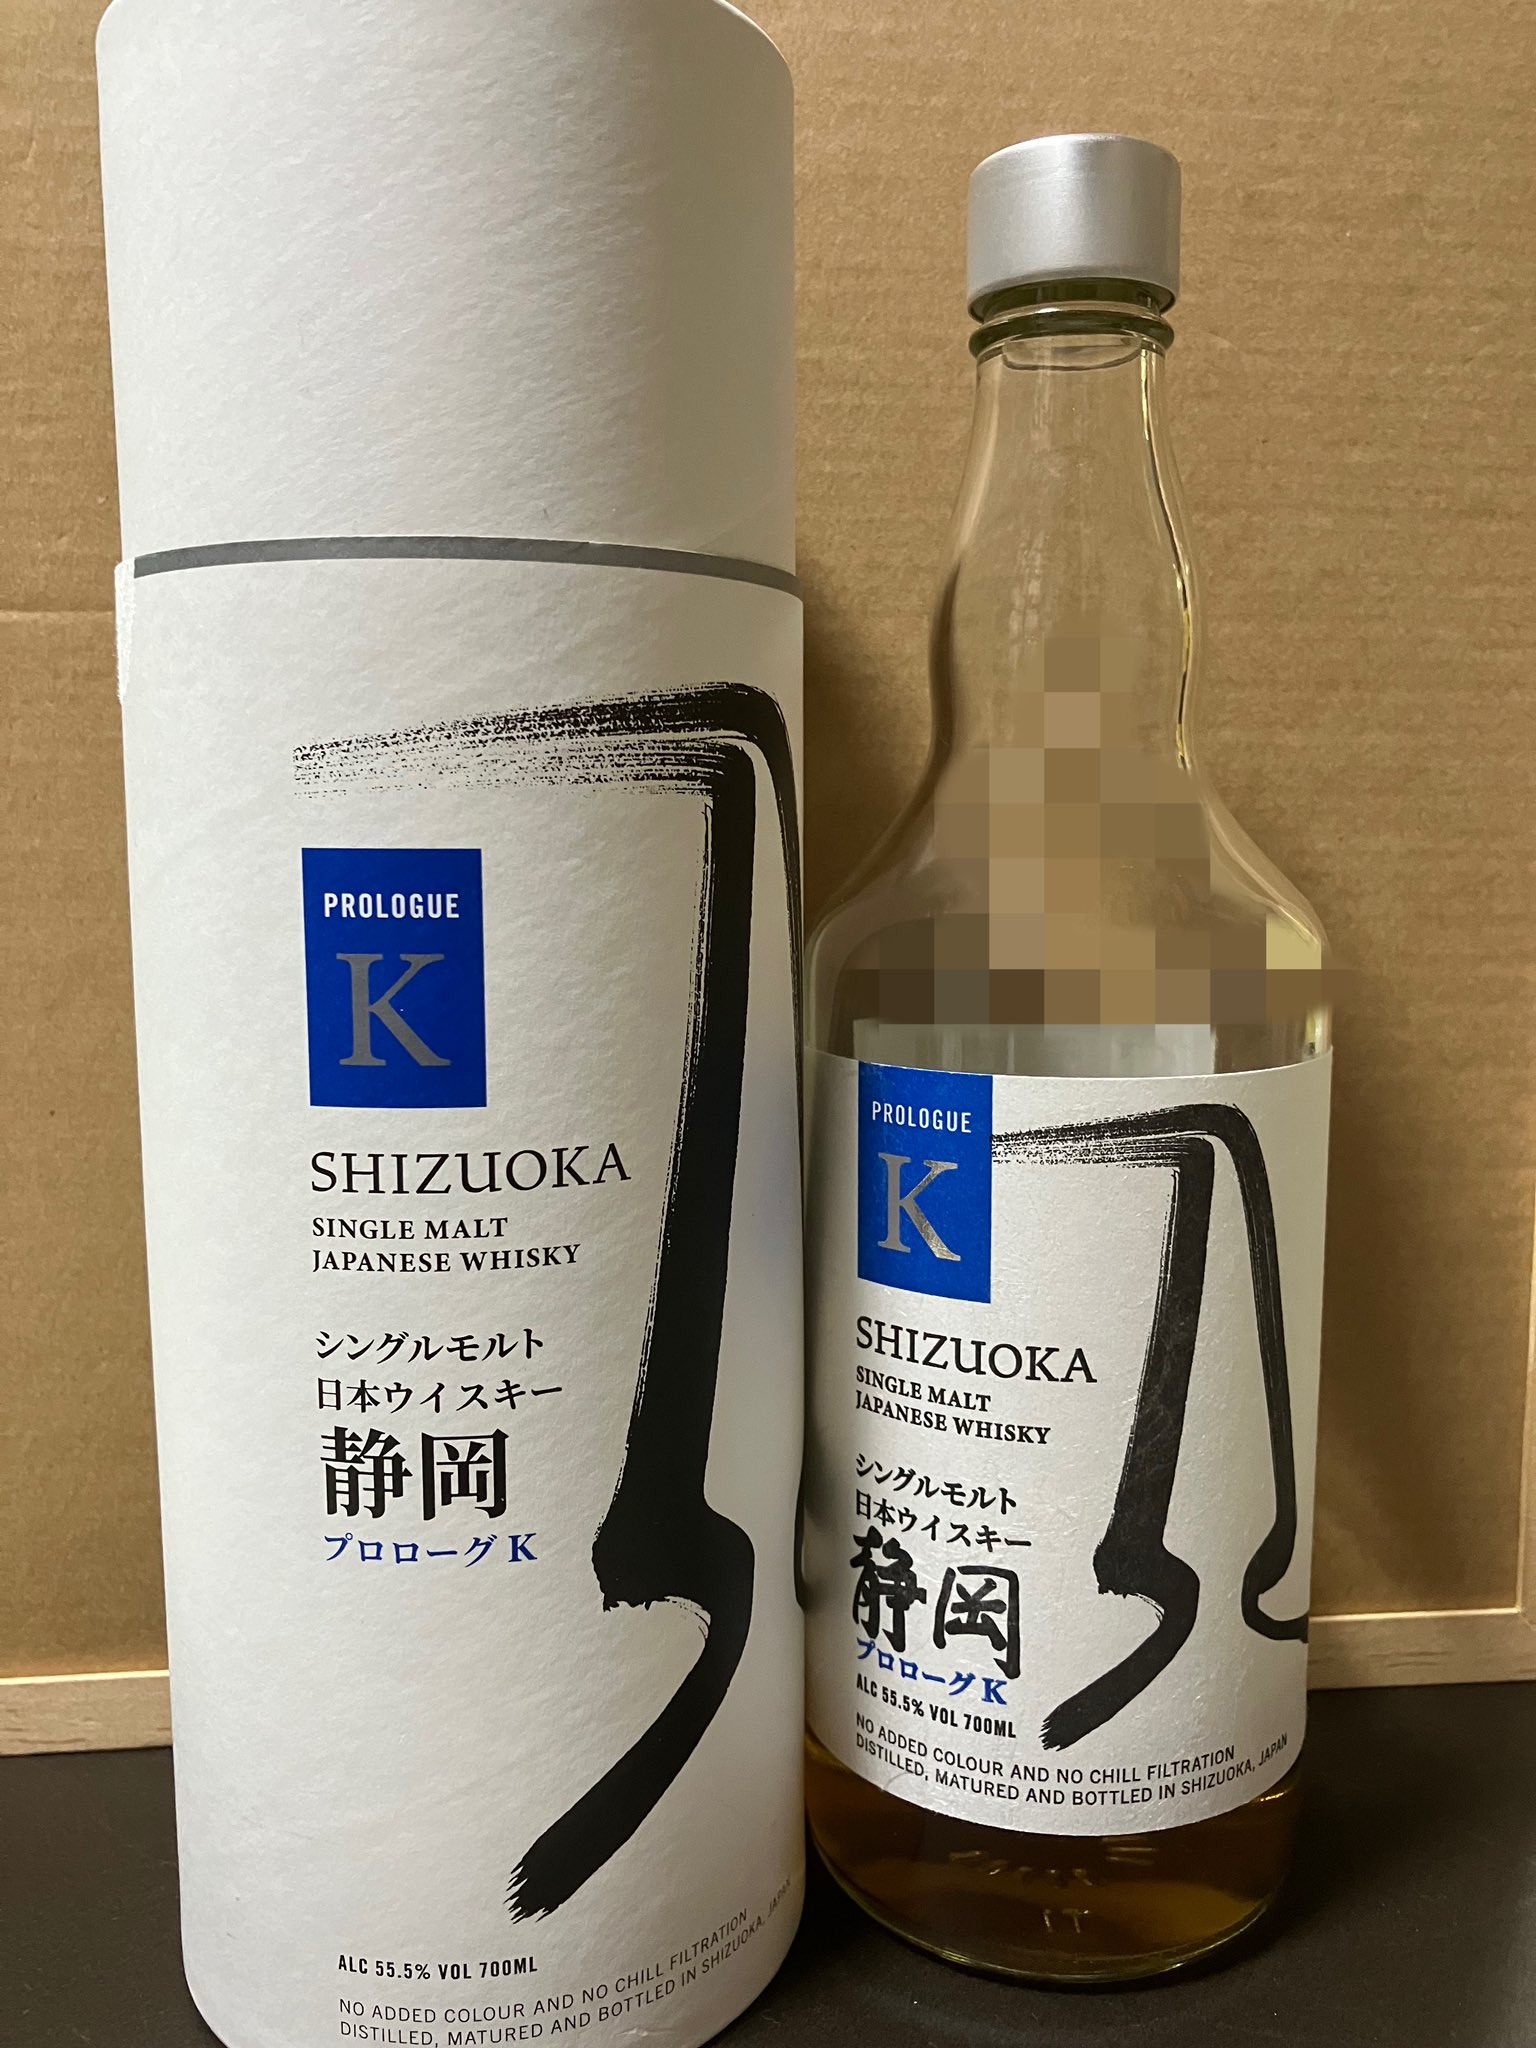 PROLOGUE
K
SHIZUOKA
SINGLE MALT
JAPANESE WHISKY
シングルモルト
日本ウイスキー
静岡
プロローグ K
ALC 55.5% VOL 700ML
NO ADDED COLOUR AND NO CHILL FILTRATION
DISTILLED, MATURED AND BOTTLED IN SHIZUOKA, JAPAN
PROLOGUE
K
SHIZUOKA
SINGLE MALT
JAPANESE WHISKY
シングルモルト
日本ウイスキー
静岡
プロローグ K
ALC 55.5% VOL 700ML
NO ADDED COLOUR AND NO CHILL FILTRATION
DISTILLED, MATURED AND BOTTLED IN SHIZUOKA, JAPAN